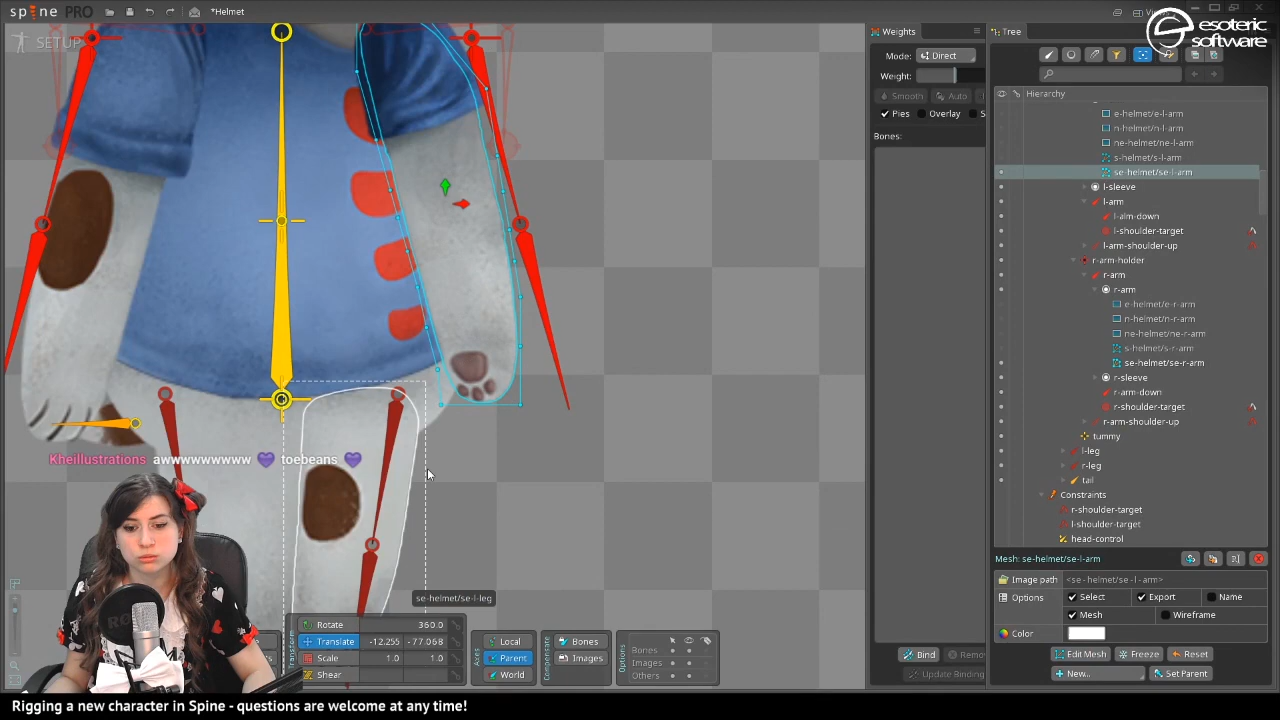 spine PRO
*Helmet
esoteric
software
SETUP
Weights
Tree
Mode:
Direct
Weight:
Smooth
Auto
Pies
Overlay
S
Bones:
Hierarchy
e-helmet/e-l-arm
n-helmet/n-l-arm
ne-helmet/ne-l-arm
s-helmet/s-l-arm
se-helmet/se-l-arm
l-sleeve
l-arm
l-alm-down
l-shoulder-target
l-arm-shoulder-up
r-arm-holder
r-arm
r-arm
e-helmet/e-r-arm
n-helmet/n-r-arm
ne-helmet/ne-r-arm
s-helmet/s-r-arm
se-helmet/se-r-arm
r-sleeve
r-arm-down
r-shoulder-target
r-arm-shoulder-up
tummy
l-leg
r-leg
tail
Constraints
r-shoulder-target
l-shoulder-target
head-control
Kheillustrations awwwwwwwww 💜 toebeans 💜
se-helmet/se-l-leg
Mesh: se-helmet/se-l-arm
Image path
<se-helmet/se-l-arm>
Options
Select
Export
Name
Mesh
Wireframe
Color
Bind
Remo
Update Binding
Edit Mesh
Freeze
Reset
New...
Set Parent
Transform
Rotate 360.0
Translate -12.255 -77.068
Scale 1.0 1.0
Shear
Axes
Local
Parent
World
Compensate
Bones
Images
Options
Bones
Images
Others
Rigging a new character in Spine - questions are welcome at any time!